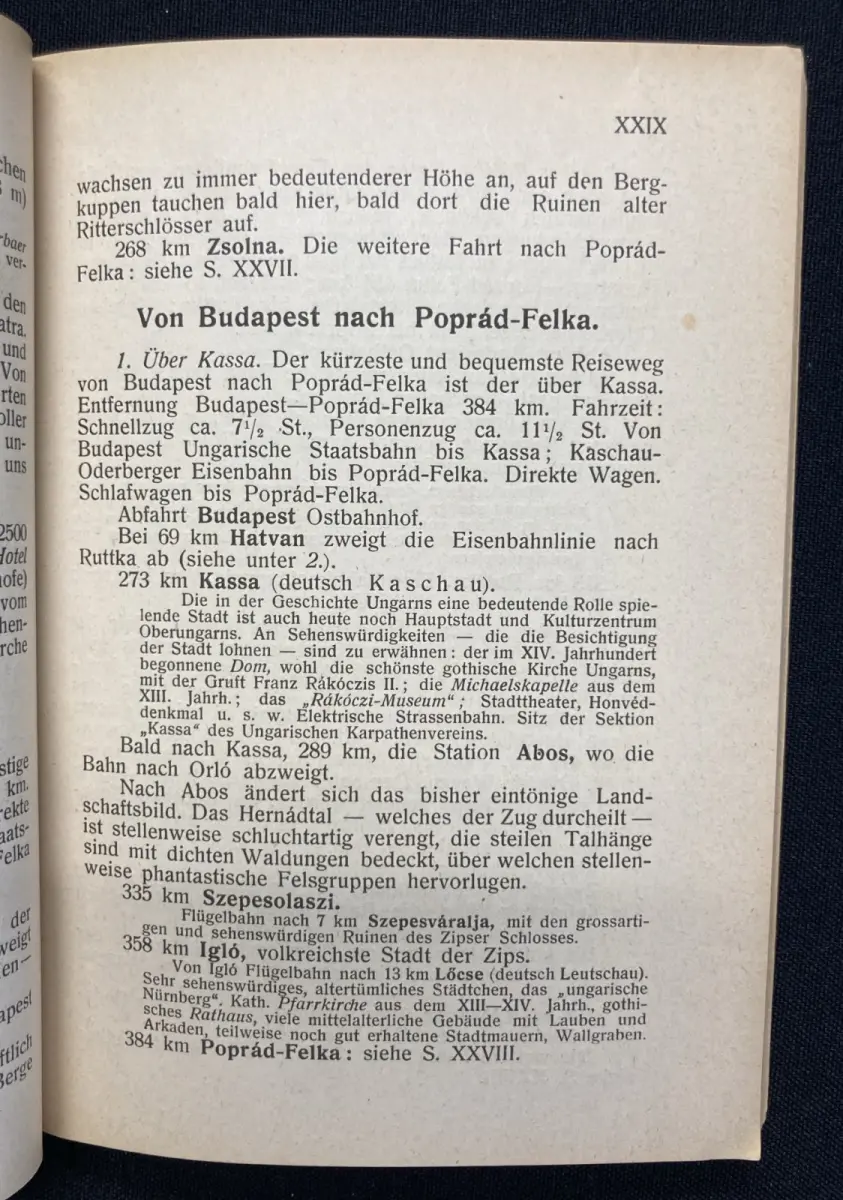 XXIX
wachsen zu immer bedeutenderer Höhe an, auf den Berg-
kuppen tauchen bald hier, bald dort die Ruinen alter
Ritterschlösser auf.
268 km Zsolna. Die weitere Fahrt nach Poprád-
Felka: siehe S. XXVII.
Von Budapest nach Poprád-Felka.
1. Über Kassa. Der kürzeste und bequemste Reiseweg
von Budapest nach Poprád-Felka ist der über Kassa.
Entfernung Budapest—Poprád-Felka 384 km. Fahrzeit:
Schnellzug ca. 7½ St., Personenzug ca. 11½ St. Von
Budapest Ungarische Staatsbahn bis Kassa; Kaschau-
Oderberger Eisenbahn bis Poprád-Felka. Direkte Wagen.
Schlafwagen bis Poprád-Felka.
Abfahrt Budapest Ostbahnhof.
Bei 69 km Hatvan zweigt die Eisenbahnlinie nach
Ruttka ab (siehe unter 2.).
273 km Kassa (deutsch Kaschau).
Die in der Geschichte Ungarns eine bedeutende Rolle spie-
lende Stadt ist auch heute noch Hauptstadt und Kulturzentrum
Oberungarns. An Sehenswürdigkeiten — die die Besichtigung
der Stadt lohnen — sind zu erwähnen: der im XIV. Jahrhundert
begonnene Dom, wohl die schönste gothische Kirche Ungarns,
mit der Gruft Franz Rákóczis II.; die Michaelskapelle aus dem
XIII. Jahrh.; das „Rákóczi-Museum“; Stadttheater, Honvéd-
denkmal u. s. w. Elektrische Strassenbahn. Sitz der Sektion
„Kassa“ des Ungarischen Karpathenvereins.
Bald nach Kassa, 289 km, die Station Abos, wo die
Bahn nach Orló abzweigt.
Nach Abos ändert sich das bisher eintönige Land-
schaftsbild. Das Hernádtal — welches der Zug durcheilt —
ist stellenweise schluchtartig verengt, die steilen Talhänge
sind mit dichten Waldungen bedeckt, über welchen stellen-
weise phantastische Felsgruppen hervorlugen.
335 km Szepesolaszi.
Flügelbahn nach 7 km Szepesváralja, mit den grossarti-
gen und sehenswürdigen Ruinen des Zipser Schlosses.
358 km Igló, volkreichste Stadt der Zips.
Von Igló Flügelbahn nach 13 km Lőcse (deutsch Leutschau).
Sehr sehenswürdiges, altertümliches Städtchen, das „ungarische
Nürnberg“. Kath. Pfarrkirche aus dem XIII—XIV. Jahrh., gothi-
sches Rathaus, viele mittelalterliche Gebäude mit Lauben und
Arkaden, teilweise noch gut erhaltene Stadtmauern, Wallgraben.
384 km Poprád-Felka: siehe S. XXVIII.